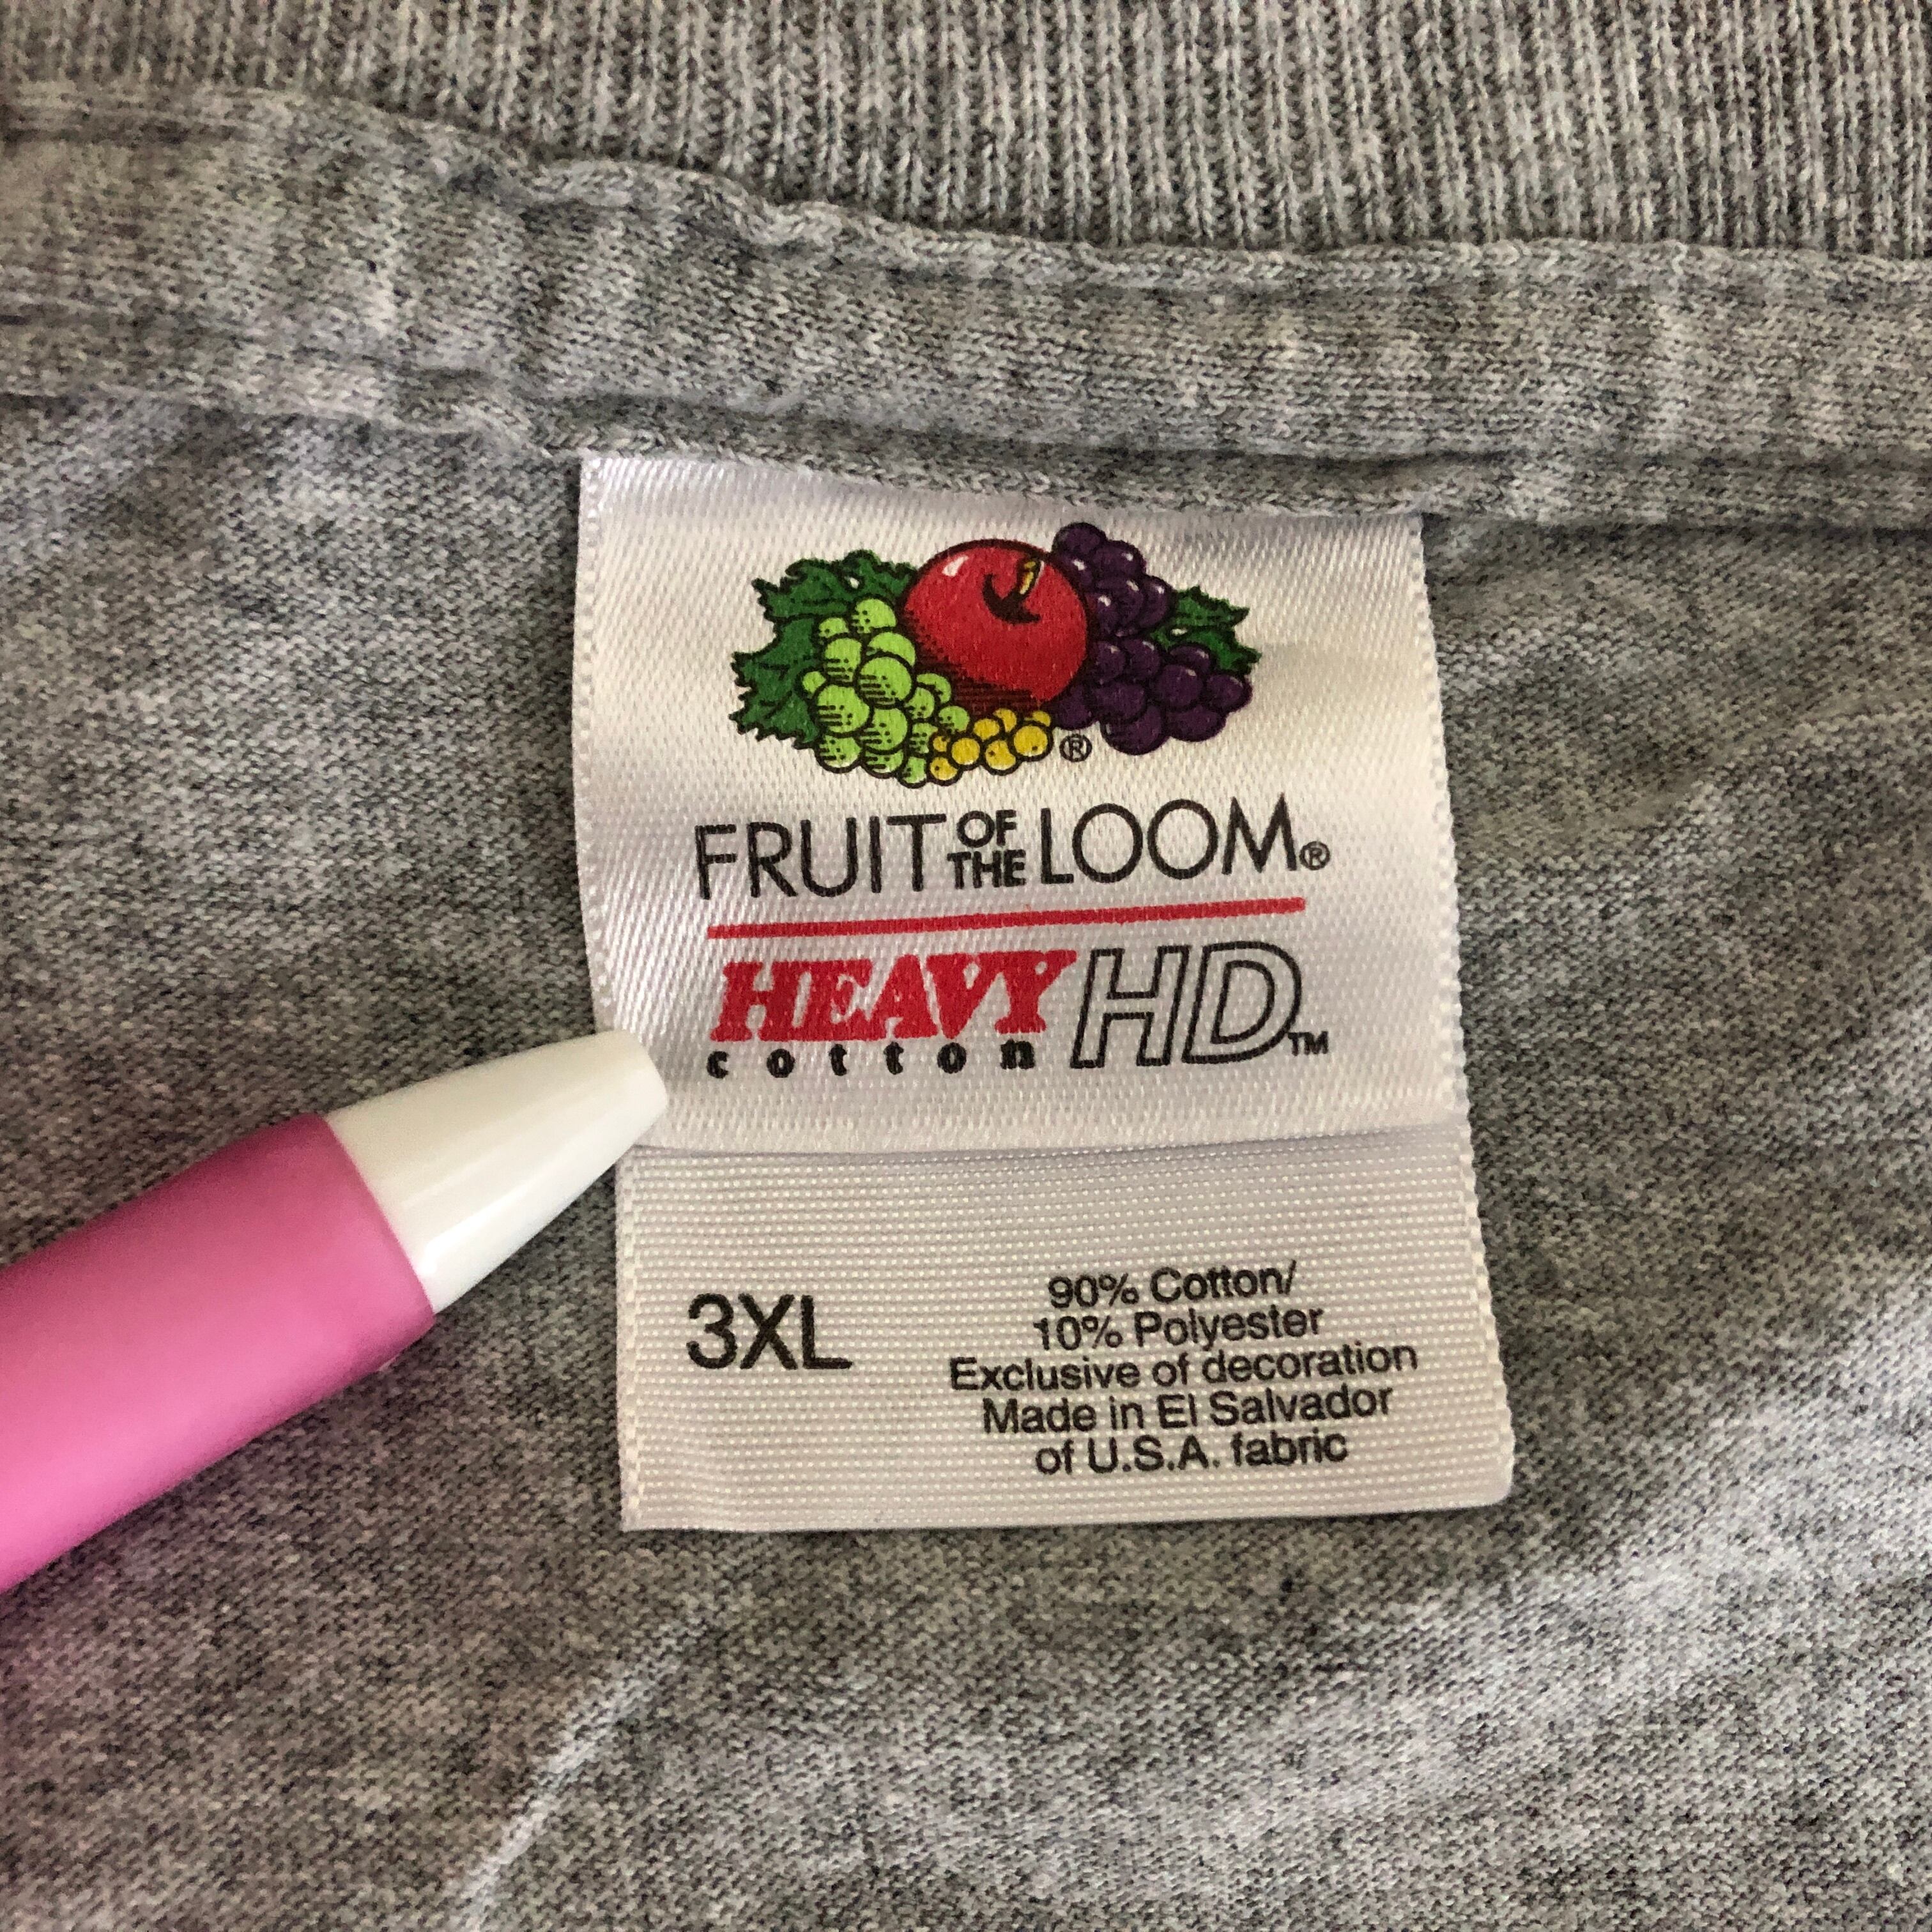 ®
FRUIT OF THE LOOM®
HEAVY HD™
cotton
3XL
90% Cotton/
10% Polyester
Exclusive of decoration
Made in El Salvador
of U.S.A. fabric